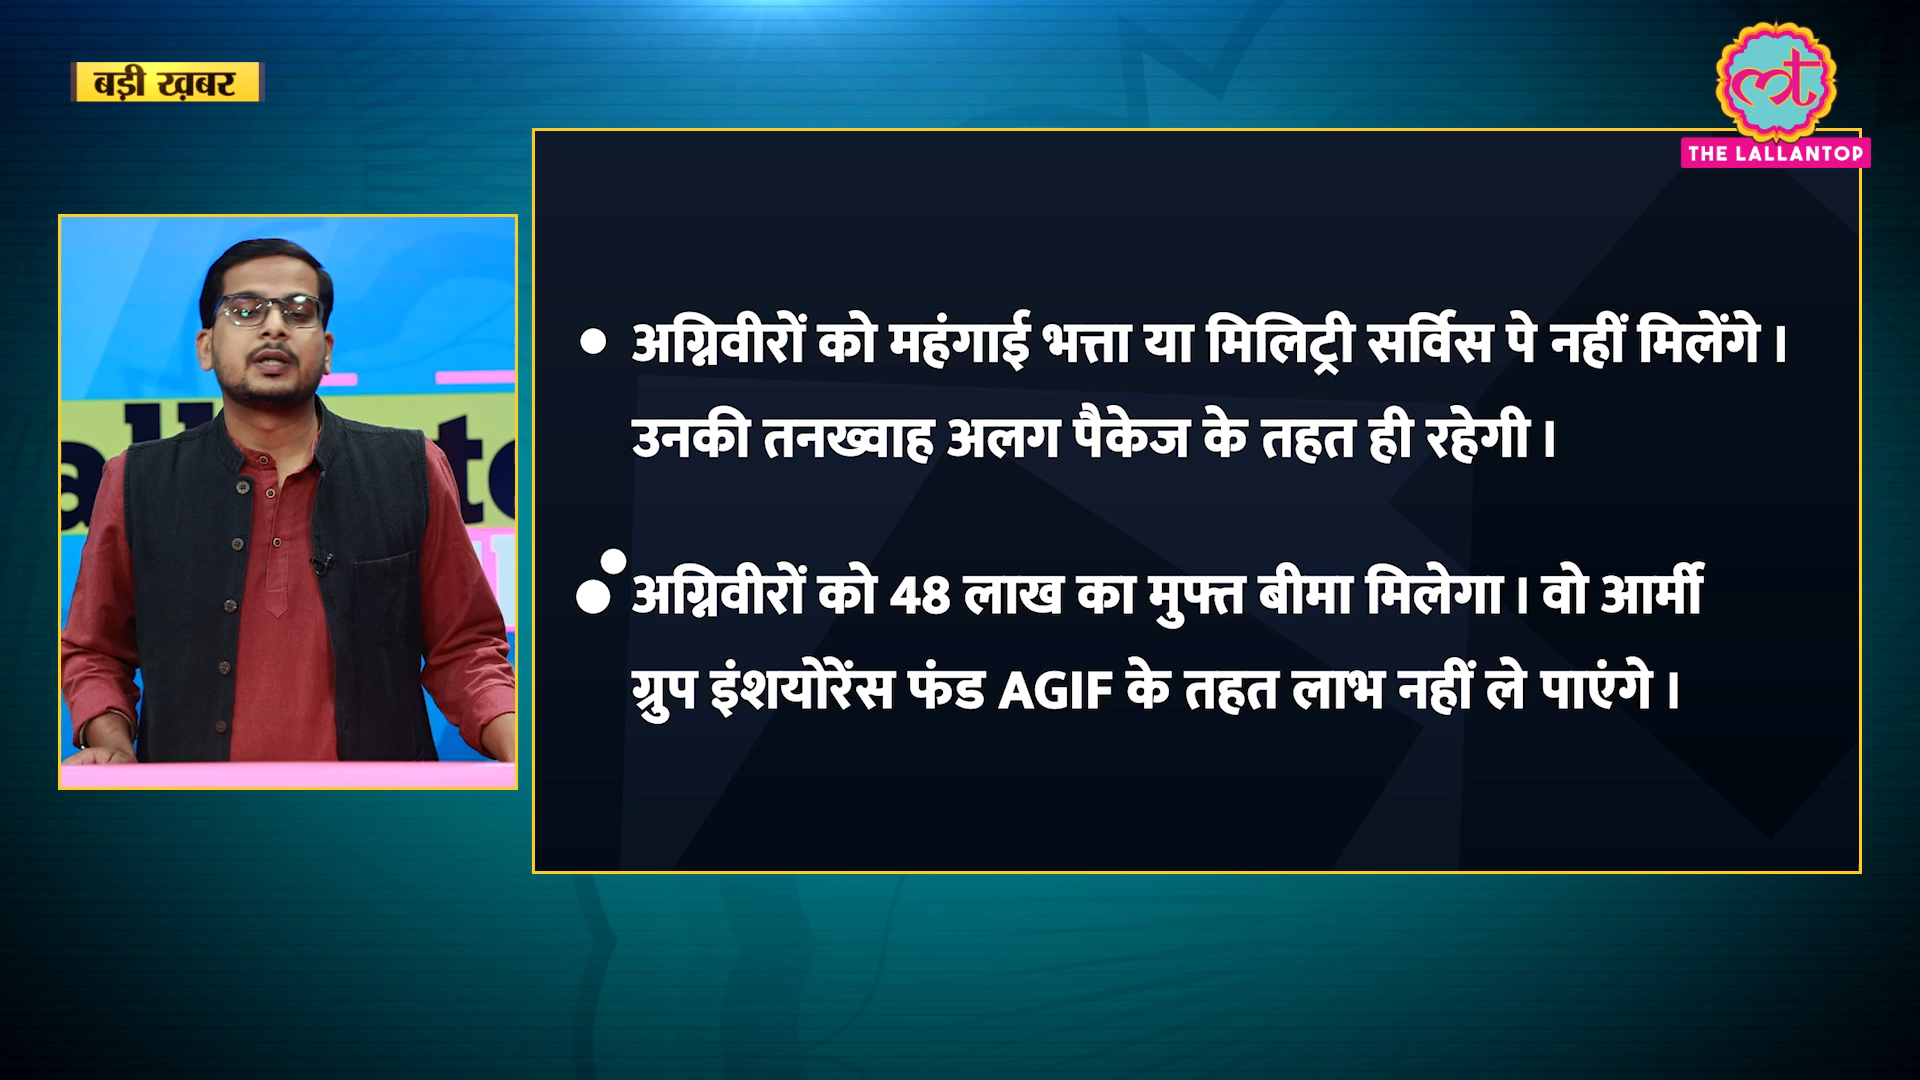 बड़ी ख़बर
THE LALLANTOP
अग्निवीरों को महंगाई भत्ता या मिलिट्री सर्विस पे नहीं मिलेंगे ।
उनकी तनख्वाह अलग पैकेज के तहत ही रहेगी ।
अग्निवीरों को 48 लाख का मुफ्त बीमा मिलेगा । वो आर्मी
ग्रुप इंशयोरेंस फंड AGIF के तहत लाभ नहीं ले पाएंगे ।